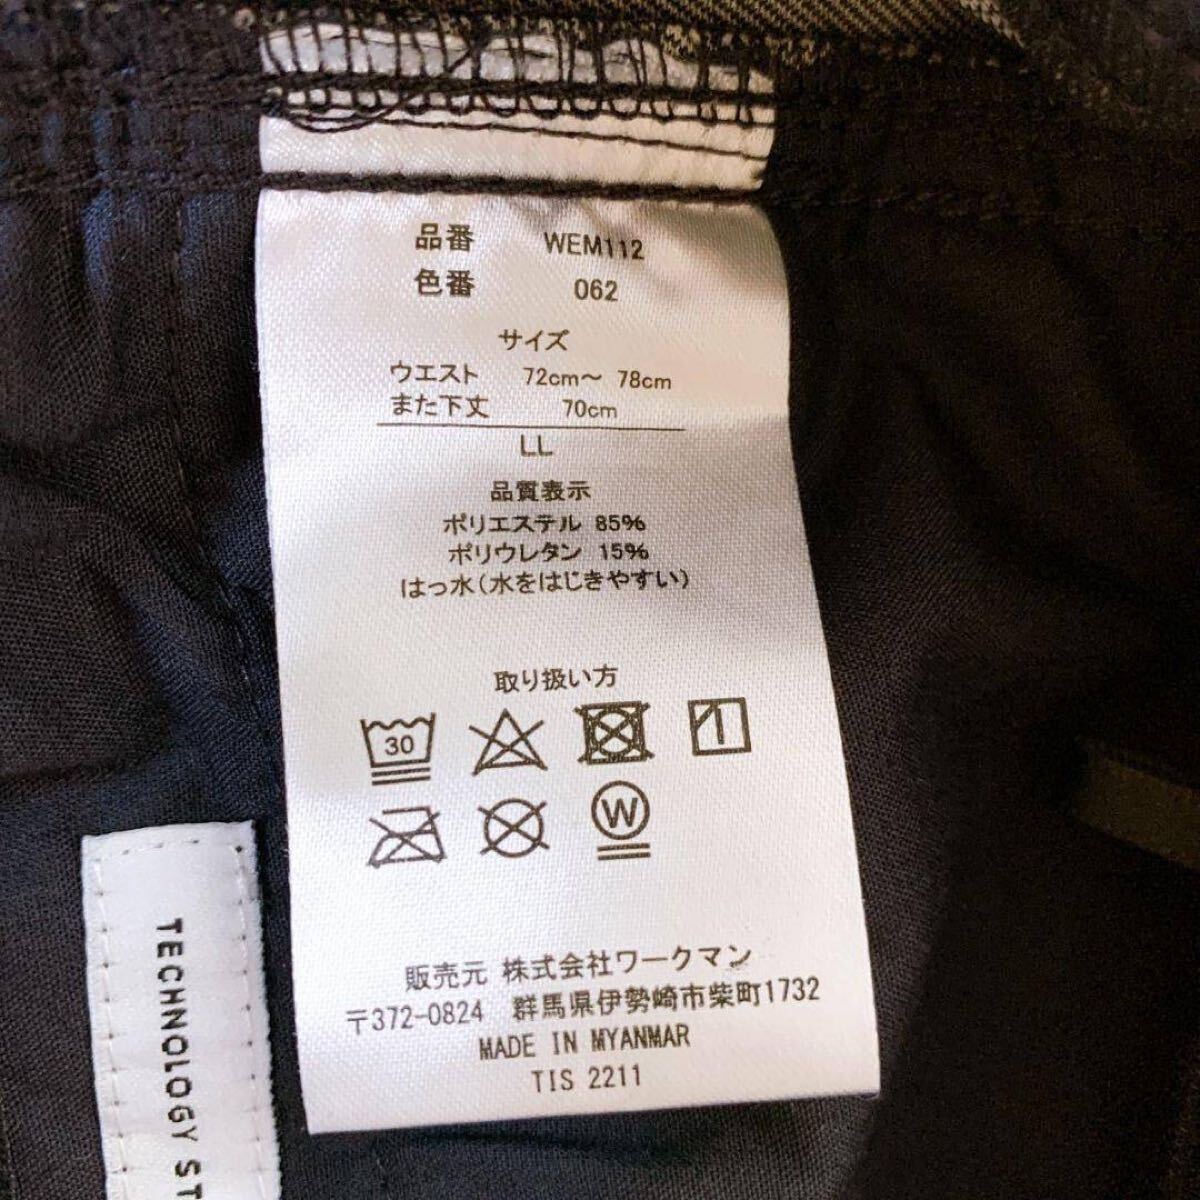 品番 WEM112
色番 062
サイズ
ウエスト 72cm～ 78cm
また下丈 70cm
LL
品質表示
ポリエステル 85%
ポリウレタン 15%
はっ水(水をはじきやすい)
取り扱い方
30
W
販売元 株式会社ワークマン
〒372-0824 群馬県伊勢崎市柴町1732
MADE IN MYANMAR
TIS 2211
TECHNOLOGY ST